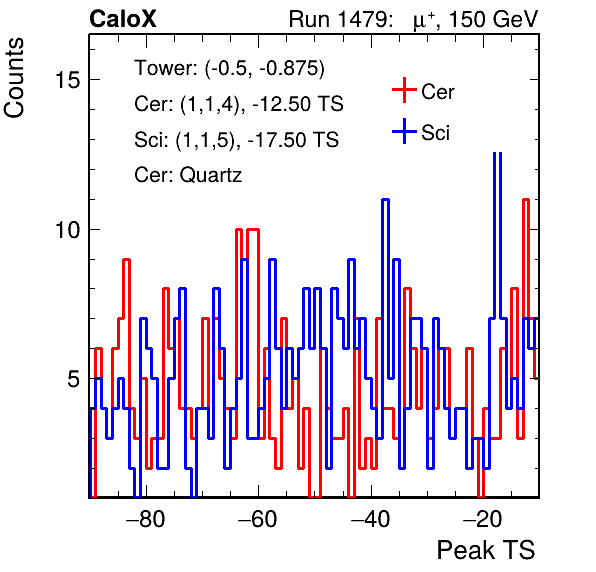 CaloX Run 1479: μ⁺, 150 GeV
Counts
Tower: (-0.5, -0.875)
Cer: (1,1,4), -12.50 TS
Sci: (1,1,5), -17.50 TS
Cer: Quartz
Cer
Sci
15
10
5
−80 −60 −40 −20
Peak TS